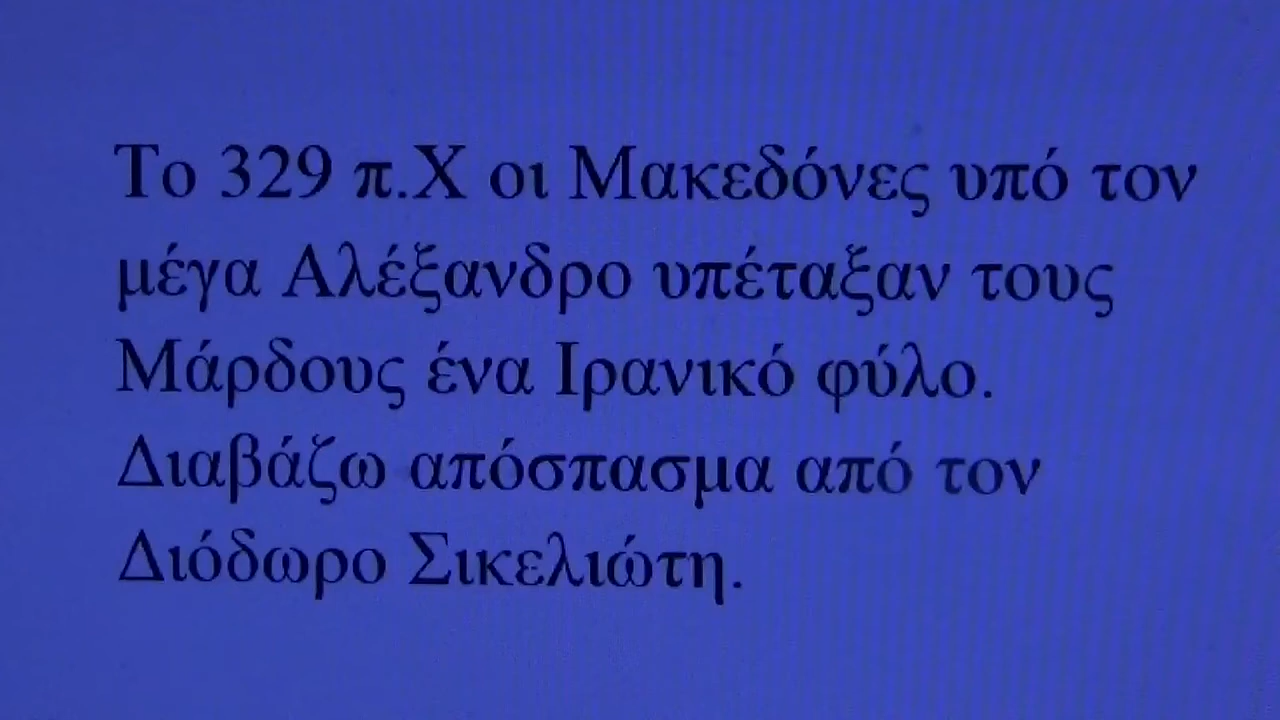 Το 329 π.Χ οι Μακεδόνες υπό τον
μέγα Αλέξανδρο υπέταξαν τους
Μάρδους ένα Ιρανικό φύλο.
Διαβάζω απόσπασμα από τον
Διόδωρο Σικελιώτη.